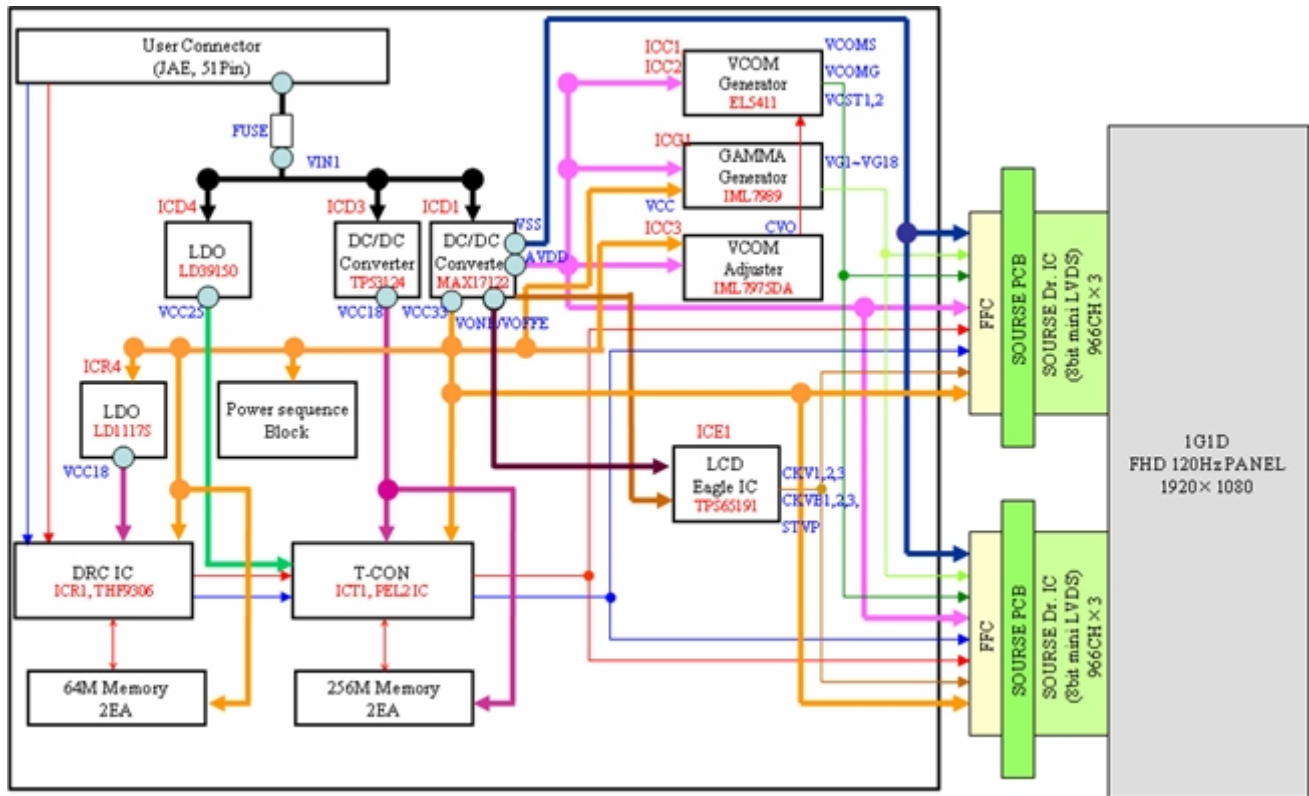 User Connector
(JAE, 51Pin)
FUSE
VIN1
ICD4
LDO
LD39150
VCC25
ICD3
DC/DC
Converter
TPS3124
VCC18
ICD1
DC/DC
Converter
MAX17122
VSS
AVDD
VCC33
ICC1
ICC2
VCOM
Generator
EL5411
VCOMS
VCOMG
VCST1,2
ICG1
GAMMA
Generator
IML7989
VG1~VG18
VCC
ICC3
CVO
VCOM
Adjuster
IML7975DA
ICR4
LDO
LD1117S
VCC18
Power sequence
Block
ICE1
LCD
Eagle IC
TPS65191
CKV1,2,3
CKVB1,2,3,
STVP
DRC IC
ICR1, THF9306
T-CON
ICT1, PEL2 IC
64M Memory
2EA
256M Memory
2EA
FFC
SOURSE PCB
SOURSE Dr. IC
(8bit mini LVDS)
966CH×3
FFC
SOURSE PCB
SOURSE Dr. IC
(8bit mini LVDS)
966CH×3
1G1D
FHD 120Hz PANEL
1920×1080